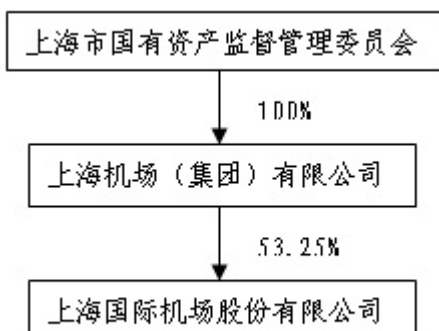 上海市国有资产监督管理委员会
100%
上海机场（集团）有限公司
53.25%
上海国际机场股份有限公司